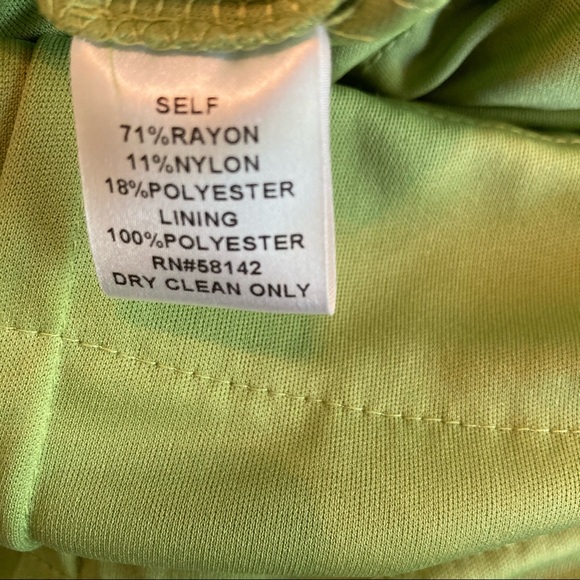 SELF
71%RAYON
11%NYLON
18%POLYESTER
LINING
100%POLYESTER
RN#58142
DRY CLEAN ONLY